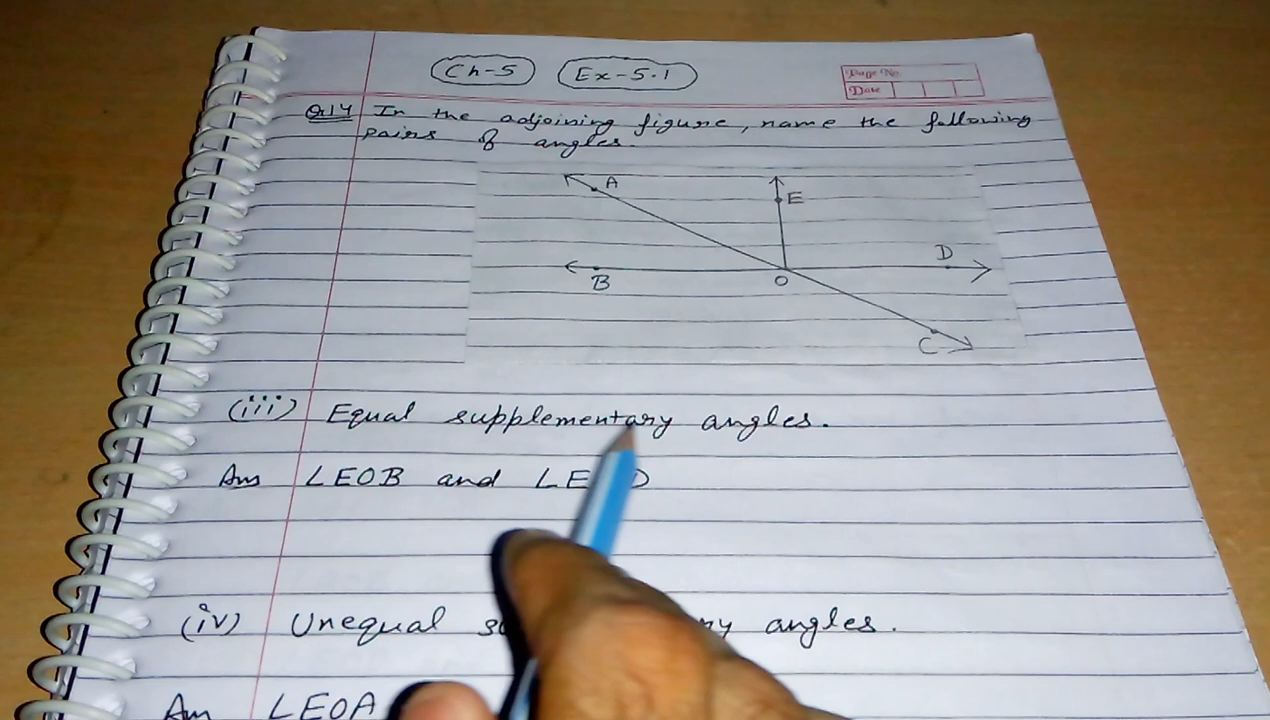 Ch-5 Ex-5.1
Page No.
Date
Q.14 In the adjoining figure, name the following
pairs of angles.
A
E
D
B
O
C
(iii) Equal supplementary angles.
Ans ∠EOB and
(iv) Unequal angles.
Ans ∠EOA